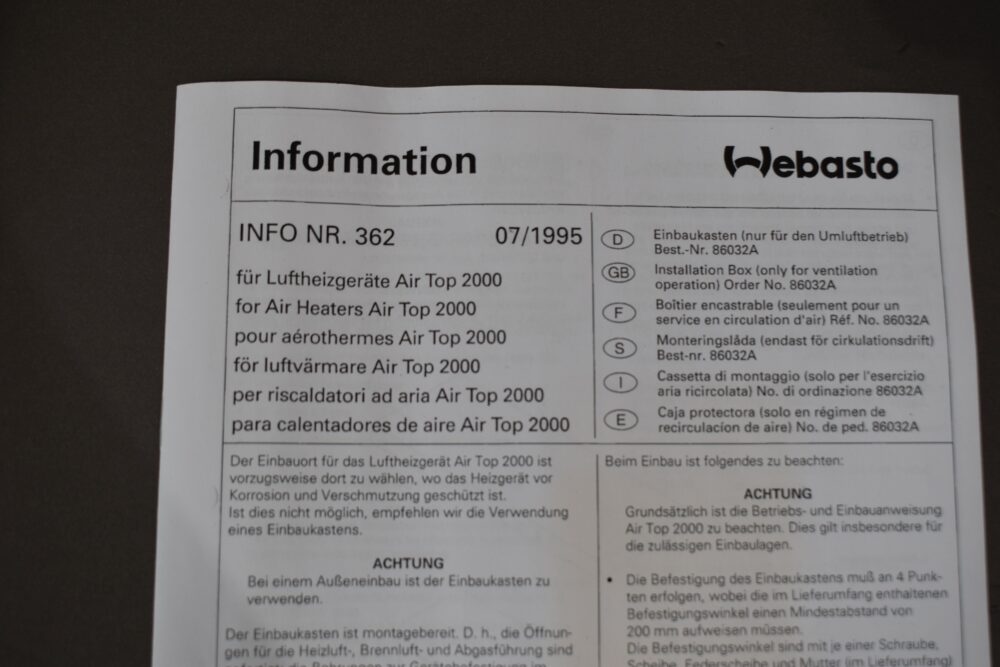 Information
Webasto
INFO NR. 362 07/1995
für Luftheizgeräte Air Top 2000
for Air Heaters Air Top 2000
pour aérothermes Air Top 2000
för luftvärmare Air Top 2000
per riscaldatori ad aria Air Top 2000
para calentadores de aire Air Top 2000
D Einbaukasten (nur für den Umluftbetrieb)
Best.-Nr. 86032A
GB Installation Box (only for ventilation
operation) Order No. 86032A
F Boîtier encastrable (seulement pour un
service en circulation d'air) Réf. No. 86032A
S Monteringslåda (endast för cirkulationsdrift)
Best-nr. 86032A
I Cassetta di montaggio (solo per l'esercizio
aria ricircolata) No. di ordinazione 86032A
E Caja protectora (solo en régimen de
recirculacíon de aire) No. de ped. 86032A
Der Einbauort für das Luftheizgerät Air Top 2000 ist
vorzugsweise dort zu wählen, wo das Heizgerät vor
Korrosion und Verschmutzung geschützt ist.
Ist dies nicht möglich, empfehlen wir die Verwendung
eines Einbaukastens.
ACHTUNG
Bei einem Außeneinbau ist der Einbaukasten zu
verwenden.
Der Einbaukasten ist montagebereit. D. h., die Öffnun-
gen für die Heizluft-, Brennluft- und Abgasführung sind
Beim Einbau ist folgendes zu beachten:
ACHTUNG
Grundsätzlich ist die Betriebs- und Einbauanweisung
Air Top 2000 zu beachten. Dies gilt insbesondere für
die zulässigen Einbaulagen.
• Die Befestigung des Einbaukastens muß an 4 Punk-
ten erfolgen, wobei die im Lieferumfang enthaltenen
Befestigungswinkel einen Mindestabstand von
200 mm aufweisen müssen.
Die Befestigungswinkel sind mit je einer Schraube,
Scheibe, Federscheibe und Mutter (im Lieferumfang)